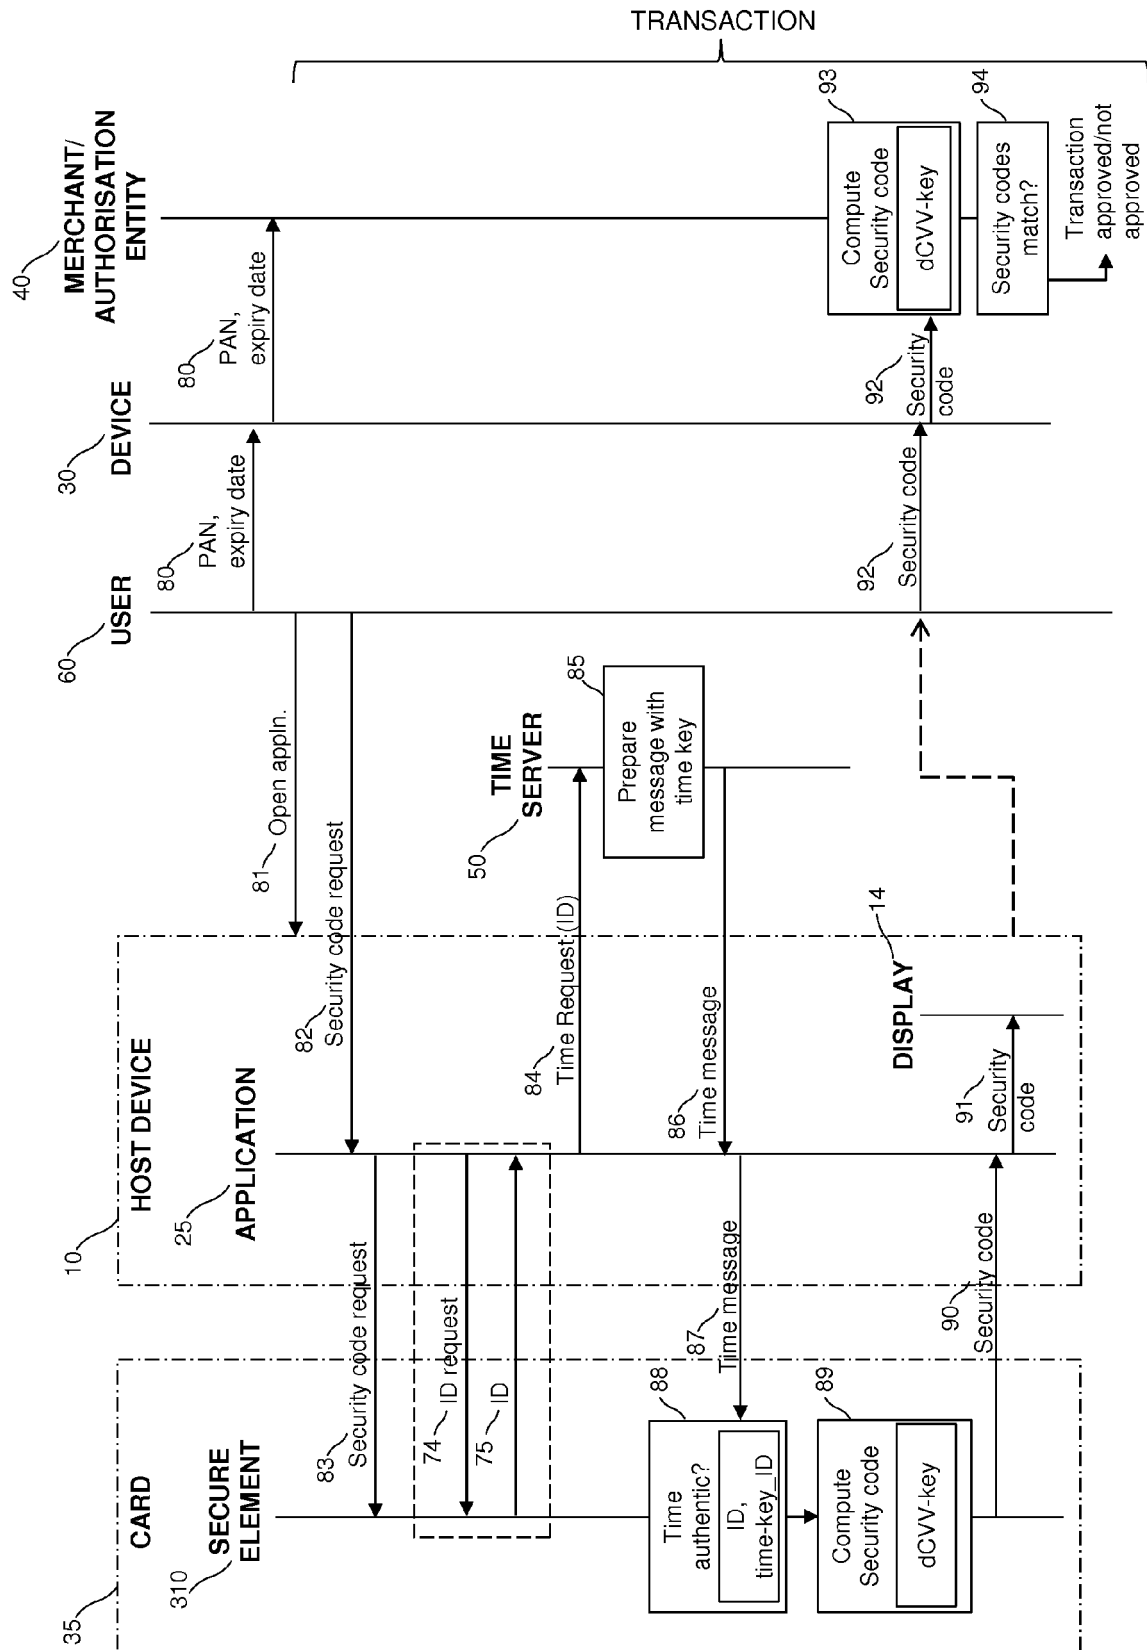 35
CARD
310
SECURE
ELEMENT
10
HOST DEVICE
25
APPLICATION
60
USER
30
DEVICE
40
MERCHANT/
AUTHORISATION
ENTITY
80
PAN,
expiry date
80
PAN,
expiry date
TRANSACTION
81
Open appln.
82
Security code request
83
Security code request
74
ID request
75
ID
50
TIME
SERVER
84
Time Request (ID)
85
Prepare
message with
time key
86
Time message
87
Time message
88
Time
authentic?
ID,
time-key_ID
89
Compute
Security code
dCVV-key
90
Security code
DISPLAY
14
91
Security
code
92
Security code
92
Security
code
93
Compute
Security code
dCVV-key
94
Security codes
match?
Transaction
approved/not
approved